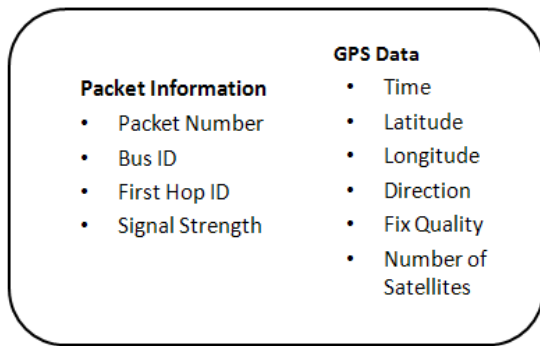 Packet Information
• Packet Number
• Bus ID
• First Hop ID
• Signal Strength
GPS Data
• Time
• Latitude
• Longitude
• Direction
• Fix Quality
• Number of
Satellites